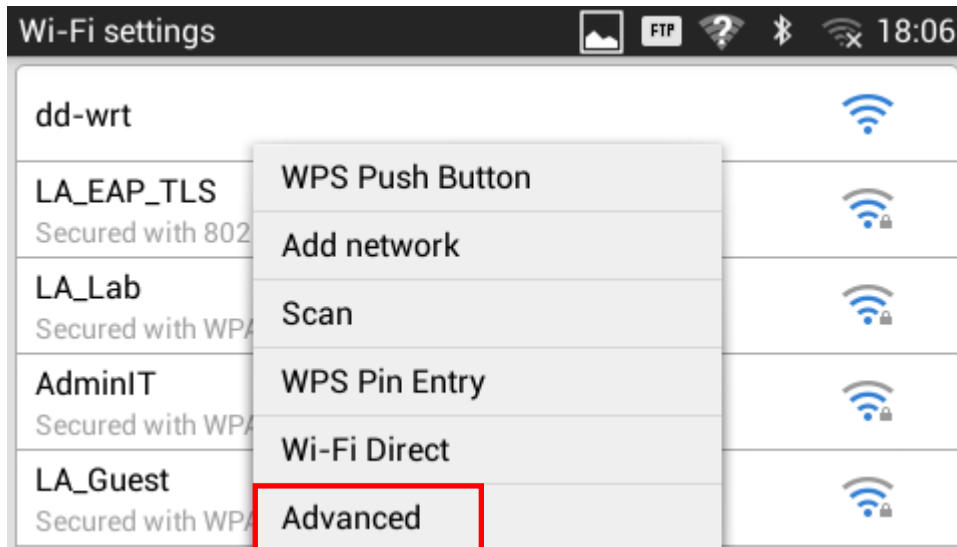 Wi-Fi settings FTP 18:06
dd-wrt
LA_EAP_TLS
Secured with 802
LA_Lab
Secured with WPA
AdminIT
Secured with WPA
LA_Guest
Secured with WPA
WPS Push Button
Add network
Scan
WPS Pin Entry
Wi-Fi Direct
Advanced